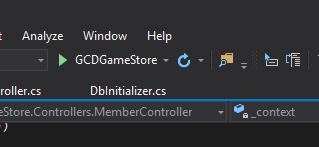 t Analyze Window Help
GCDGameStore
roller.cs DbInitializer.cs
eStore.Controllers.MemberController _context
)